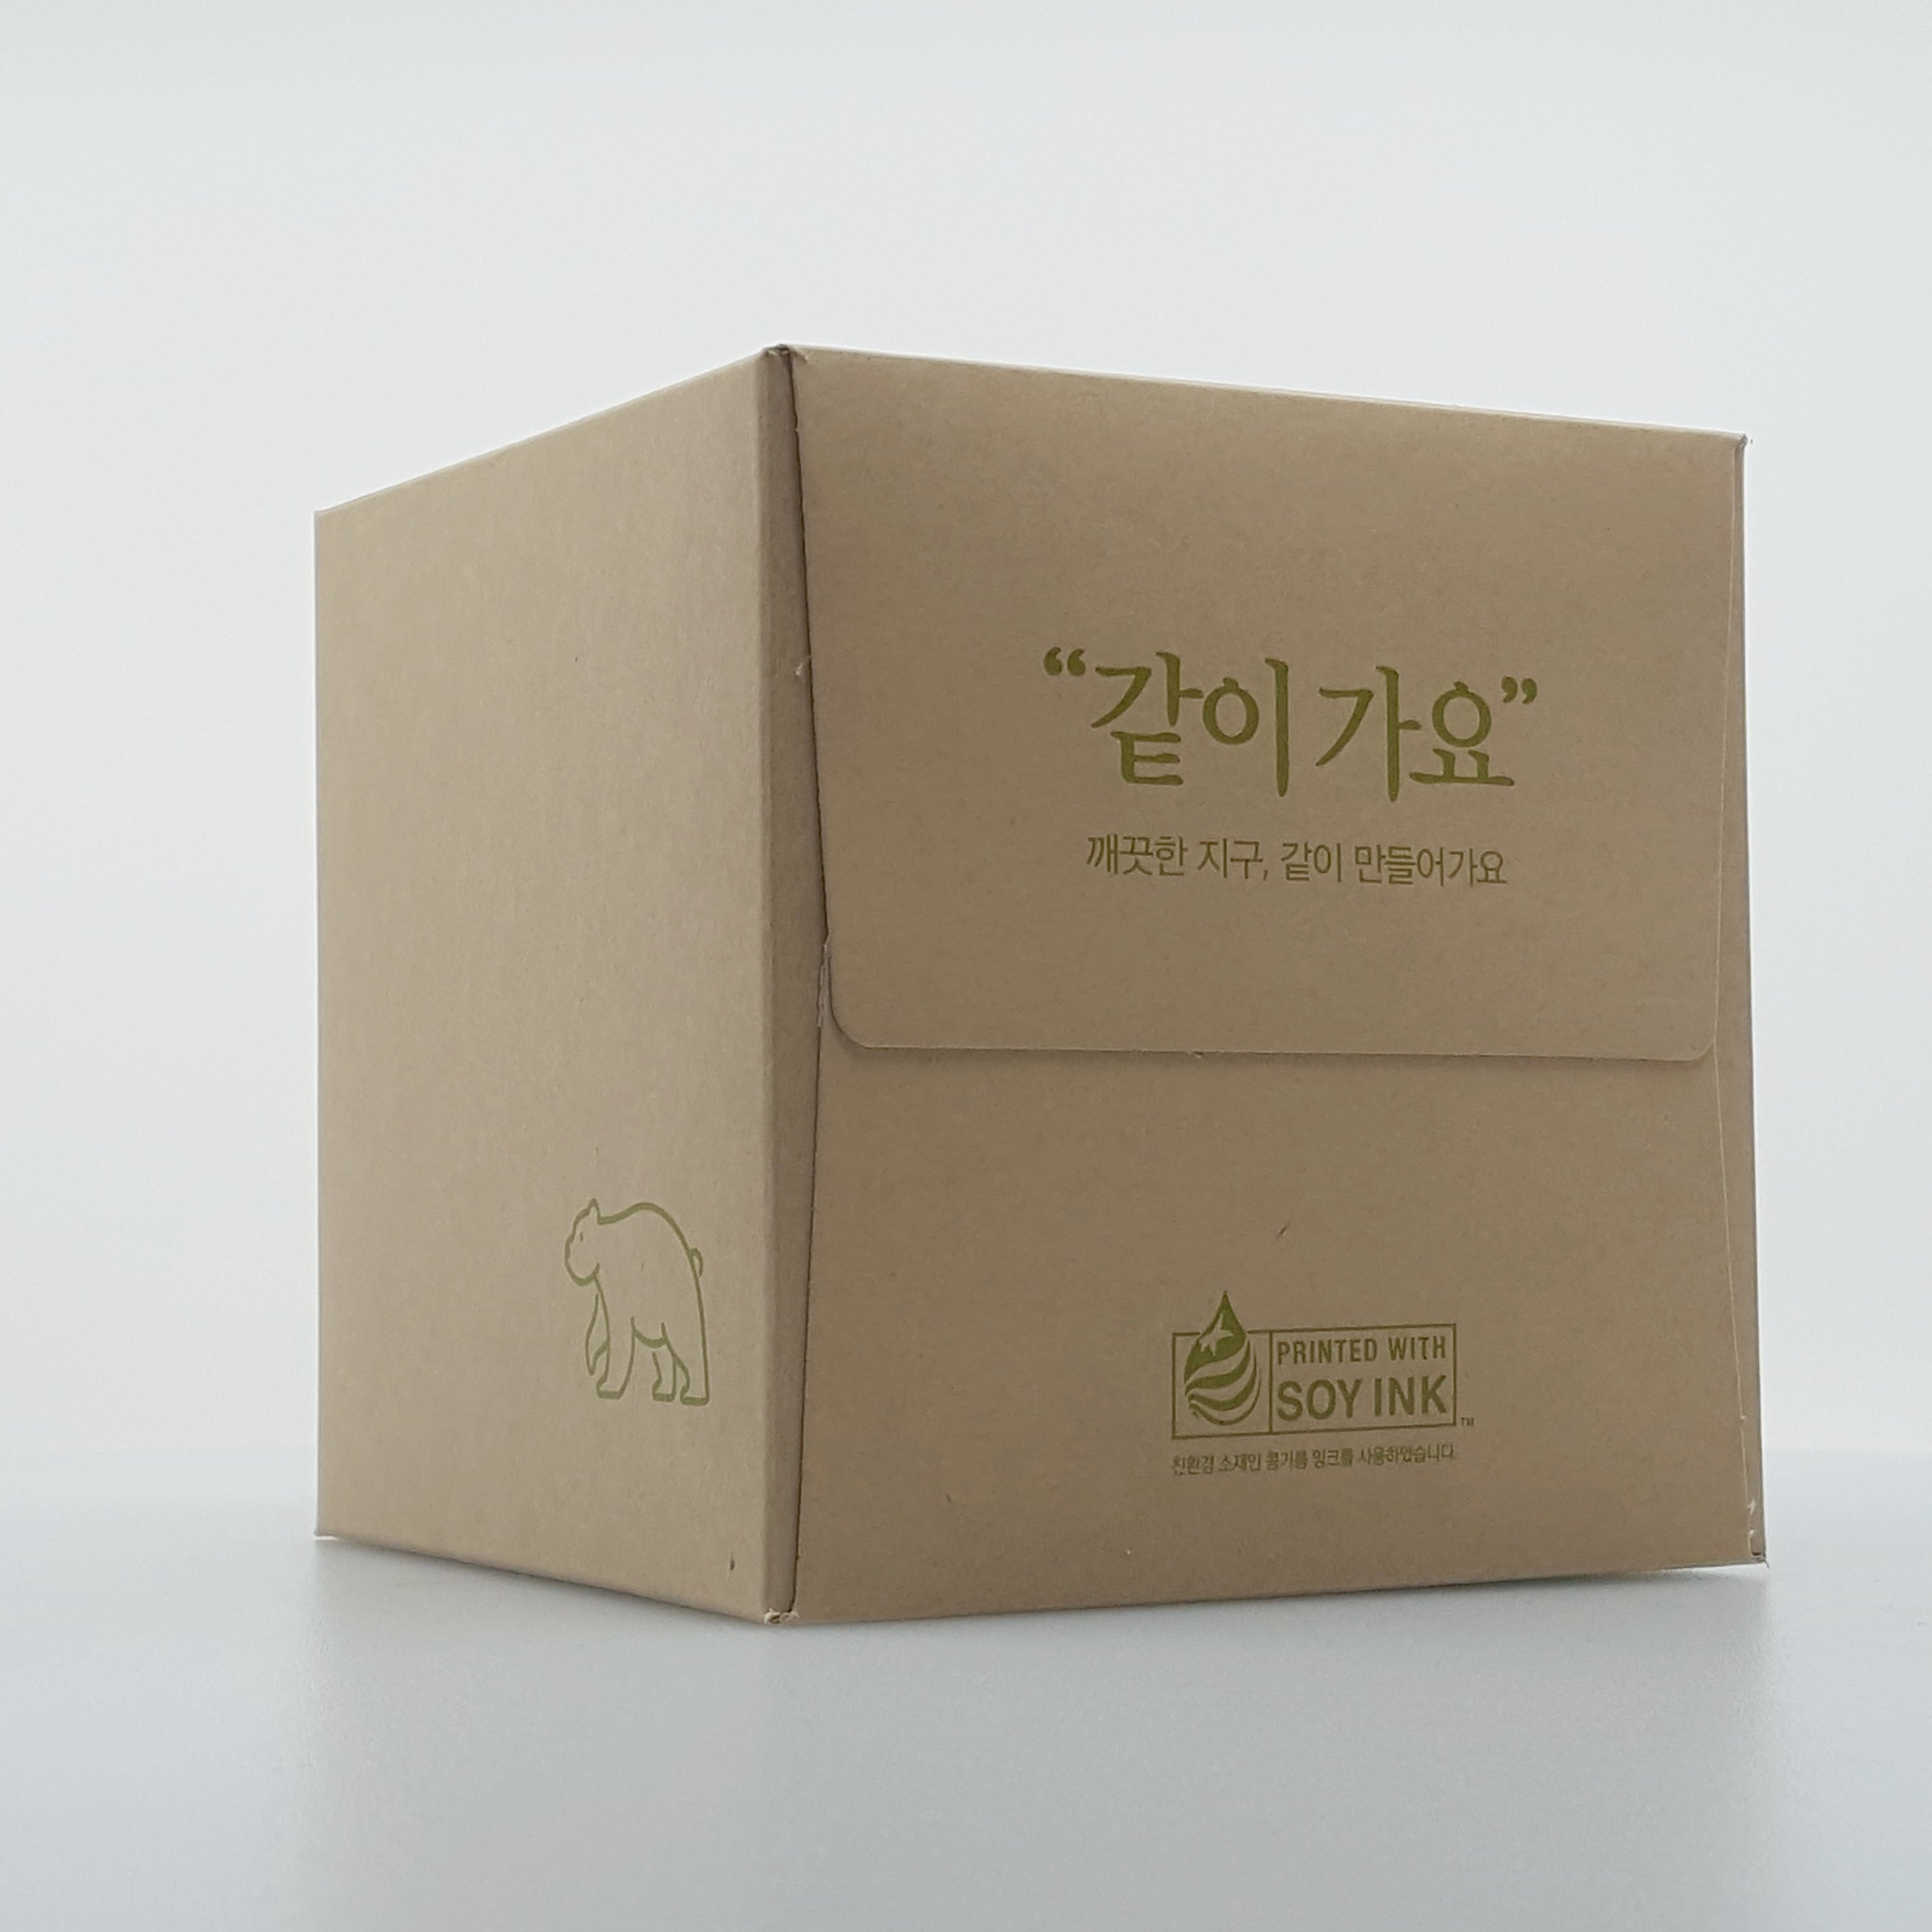 “같이 가요”
깨끗한 지구, 같이 만들어가요
PRINTED WITH
SOY INK
TM
친환경 소재인 콩기름 잉크를 사용하였습니다.